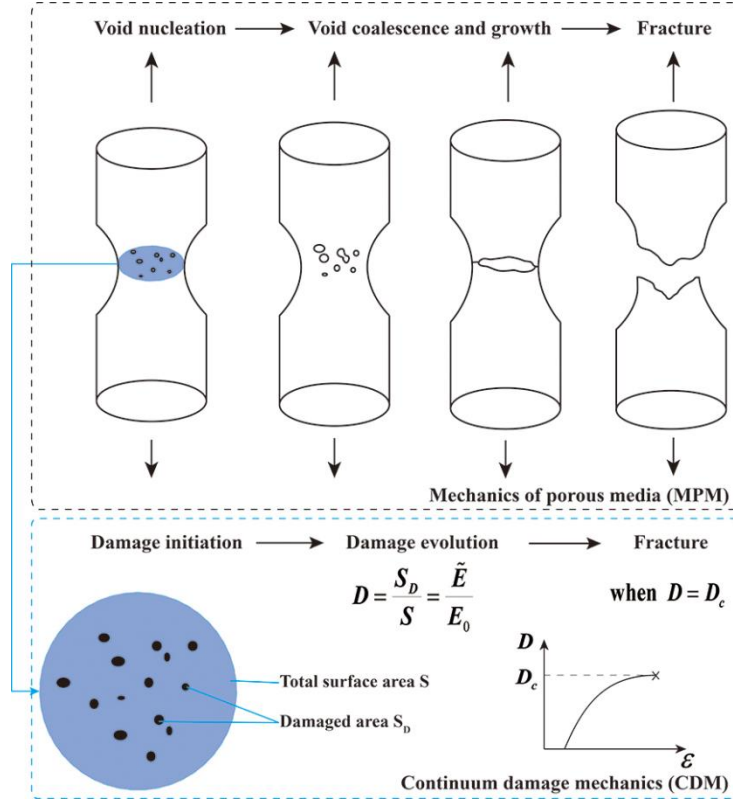 Void nucleation → Void coalescence and growth → Fracture
Mechanics of porous media (MPM)
Damage initiation → Damage evolution → Fracture
D = S_D / S = Ẽ / E_0
when D = D_c
Total surface area S
Damaged area S_D
D
D_c
ε
Continuum damage mechanics (CDM)